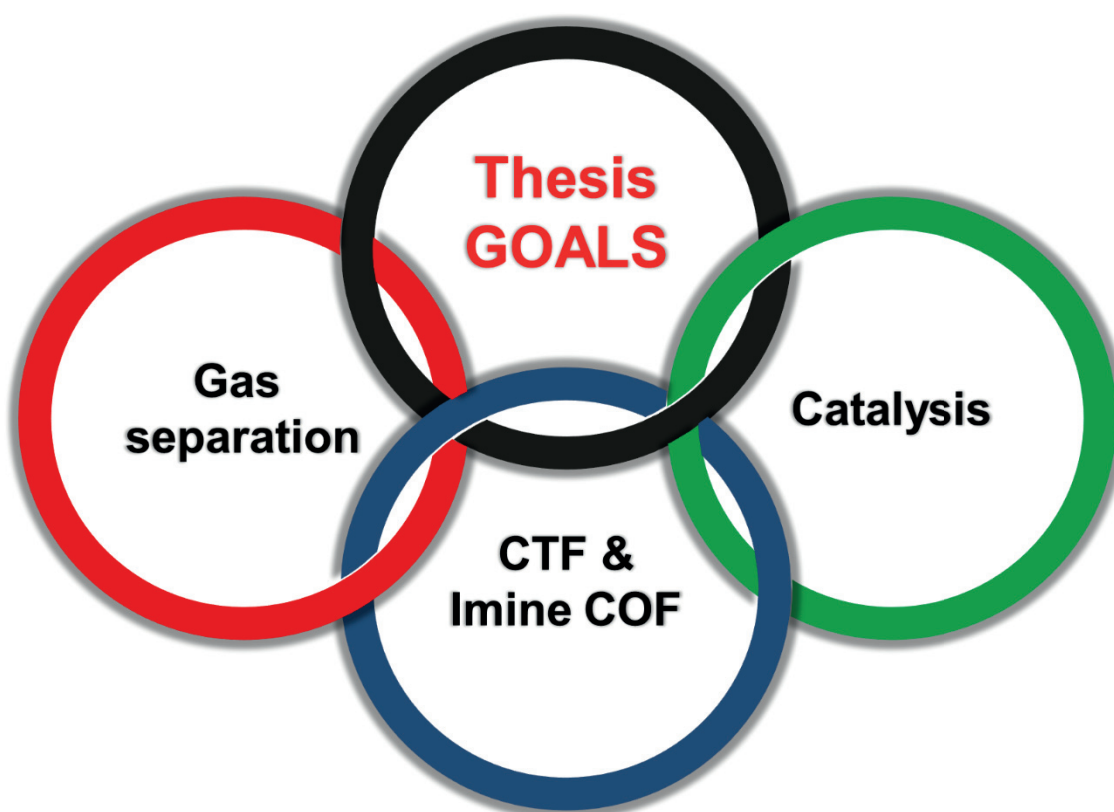 Thesis
GOALS
Gas
separation
Catalysis
CTF &
Imine COF